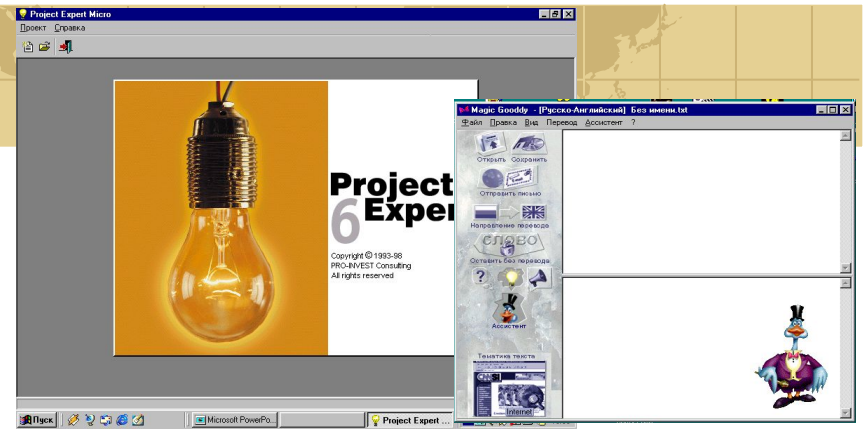 Project Expert Micro
Проект Справка
Project
6 Exper
Copyright © 1993-98
PRO-INVEST Consulting
All rights reserved
Magic Gooddy - [Русско-Английский] Без имени.txt
Файл Правка Вид Перевод Ассистент ?
Открыть Сохранить
Отправить письмо
Направление перевода
СЛОВО
Оставить без перевода
?
Ассистент
Тематика текста
Internet
Пуск
Microsoft PowerPo...
Project Expert ...